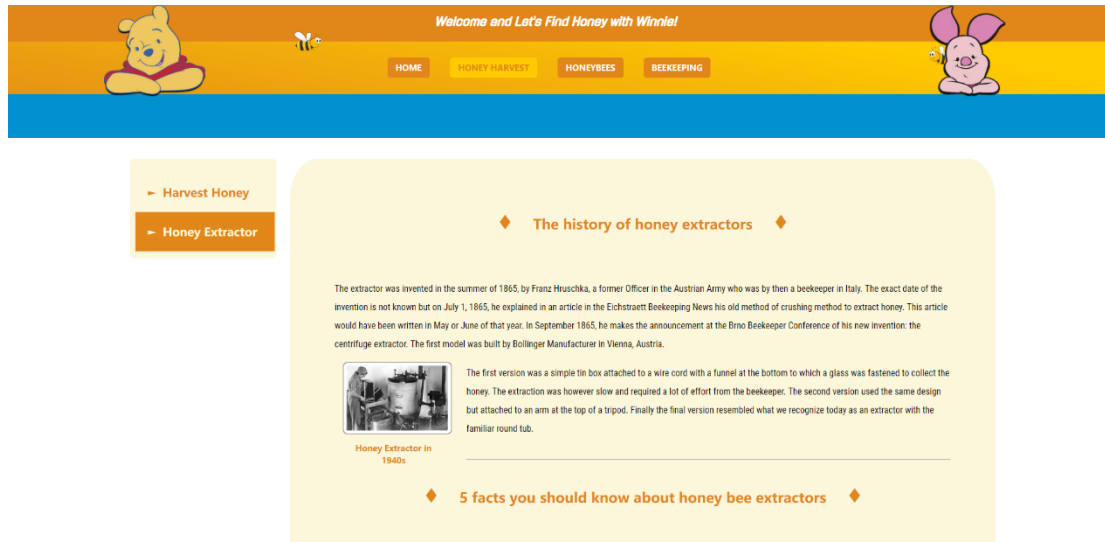 Welcome and Let's Find Honey with Winnie!
HOME HONEY HARVEST HONEYBEES BEEKEEPING
► Harvest Honey
► Honey Extractor
♦ The history of honey extractors ♦
The extractor was invented in the summer of 1865, by Franz Hruschka, a former Officer in the Austrian Army who was by then a beekeeper in Italy. The exact date of the
invention is not known but on July 1, 1865, he explained in an article in the Eichstraett Beekeeping News his old method of crushing method to extract honey. This article
would have been written in May or June of that year. In September 1865, he makes the announcement at the Brno Beekeeper Conference of his new invention: the
centrifuge extractor. The first model was built by Bollinger Manufacturer in Vienna, Austria.
The first version was a simple tin box attached to a wire cord with a funnel at the bottom to which a glass was fastened to collect the
honey. The extraction was however slow and required a lot of effort from the beekeeper. The second version used the same design
but attached to an arm at the top of a tripod. Finally the final version resembled what we recognize today as an extractor with the
familiar round tub.
Honey Extractor in
1940s
♦ 5 facts you should know about honey bee extractors ♦